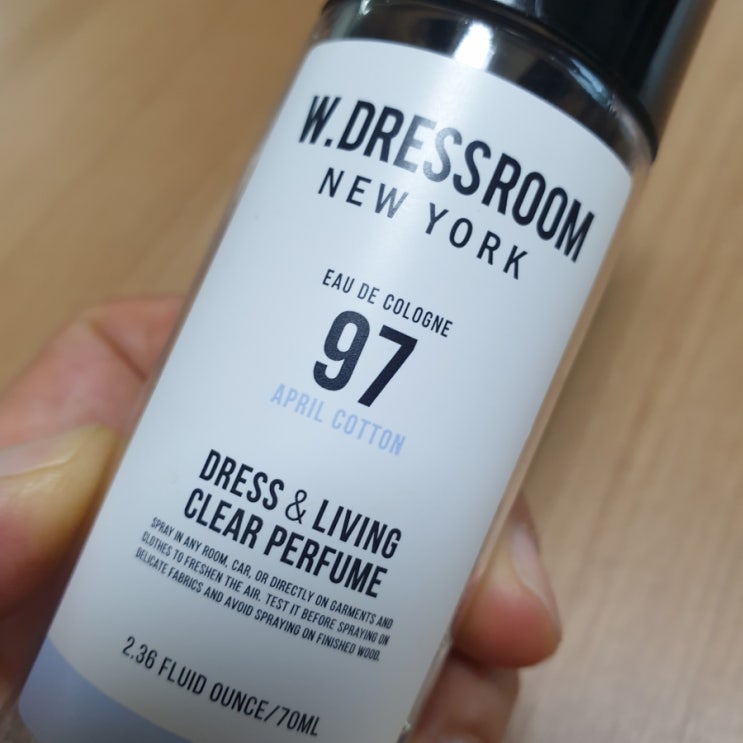 W.DRESSROOM
NEW YORK
EAU DE COLOGNE
97
APRIL COTTON
DRESS & LIVING
CLEAR PERFUME
SPRAY IN ANY ROOM, CAR, OR DIRECTLY ON GARMENTS AND
CLOTHES TO FRESHEN THE AIR. TEST IT BEFORE SPRAYING ON
DELICATE FABRICS AND AVOID SPRAYING ON FINISHED WOOD.
2.36 FLUID OUNCE/70ML